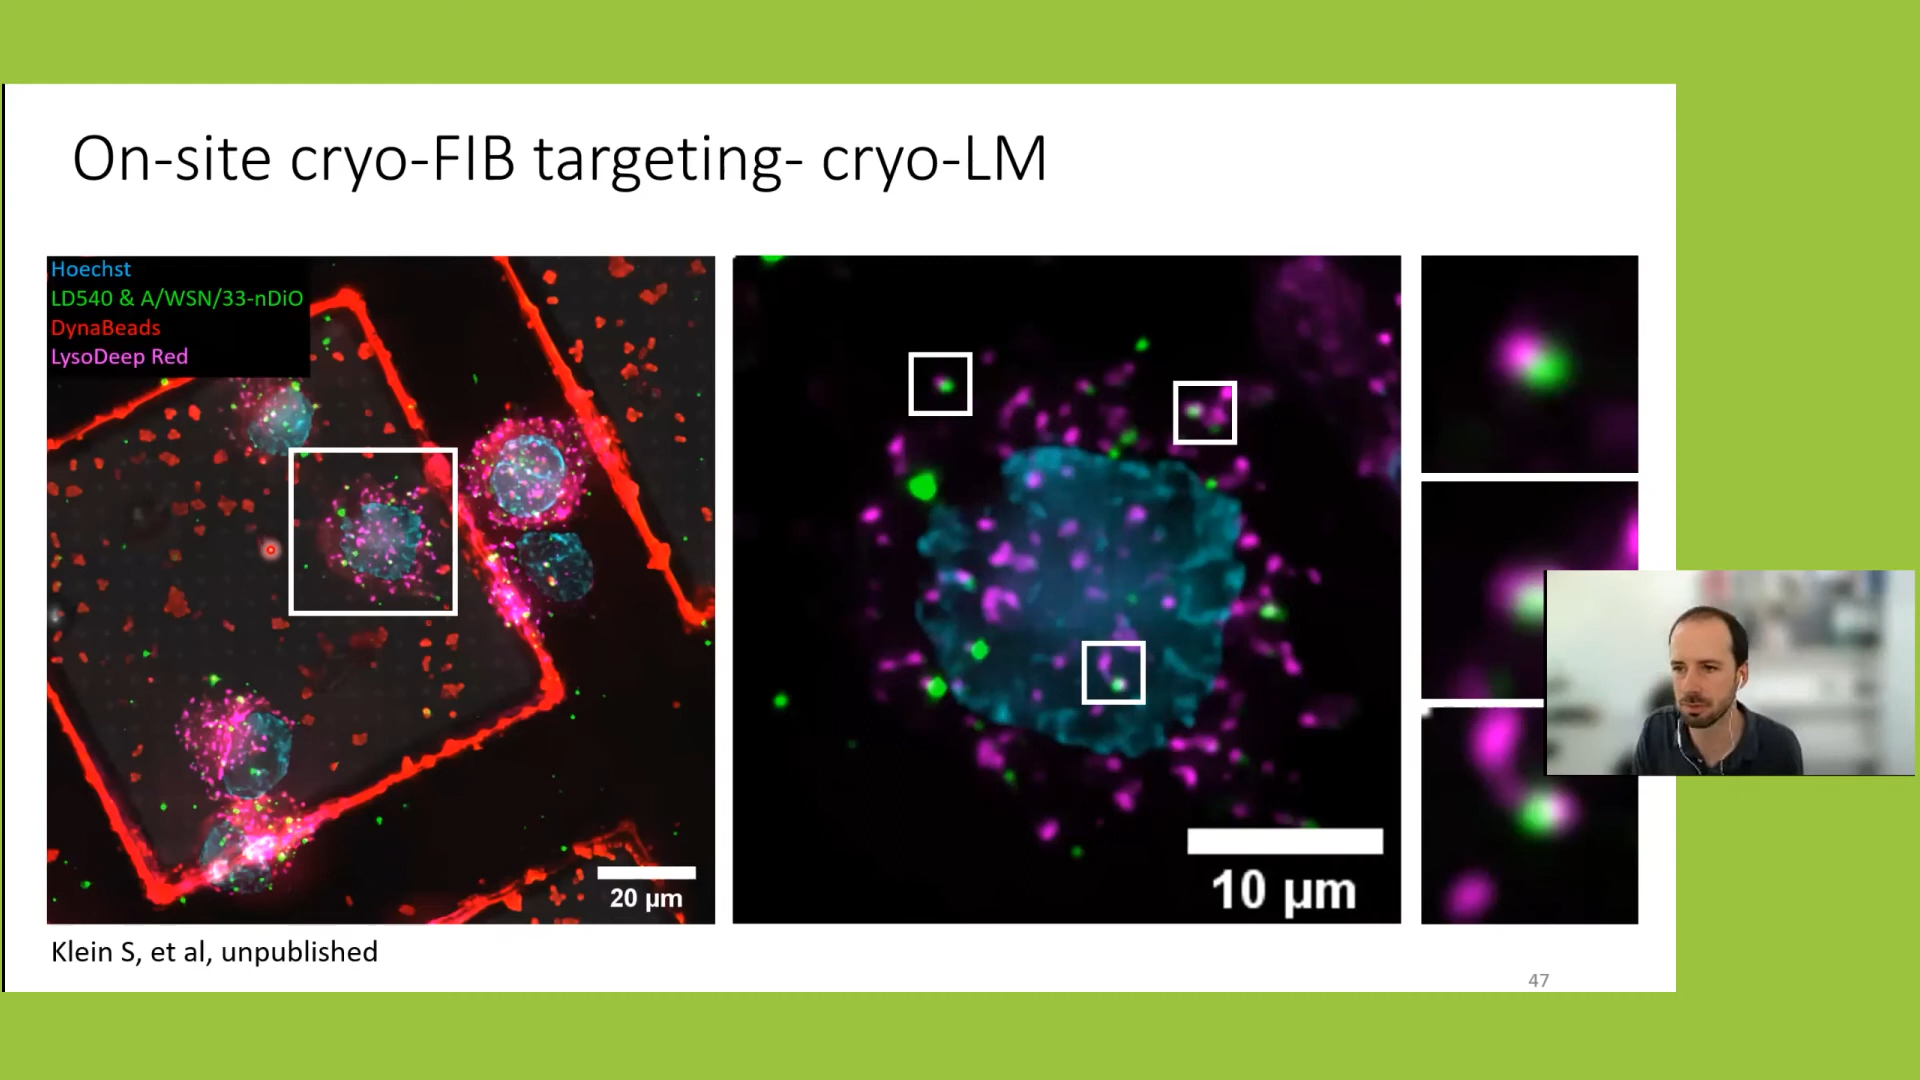 On-site cryo-FIB targeting- cryo-LM
Hoechst
LD540 & A/WSN/33-nDiO
DynaBeads
LysoDeep Red
20 µm
10 µm
Klein S, et al, unpublished
47